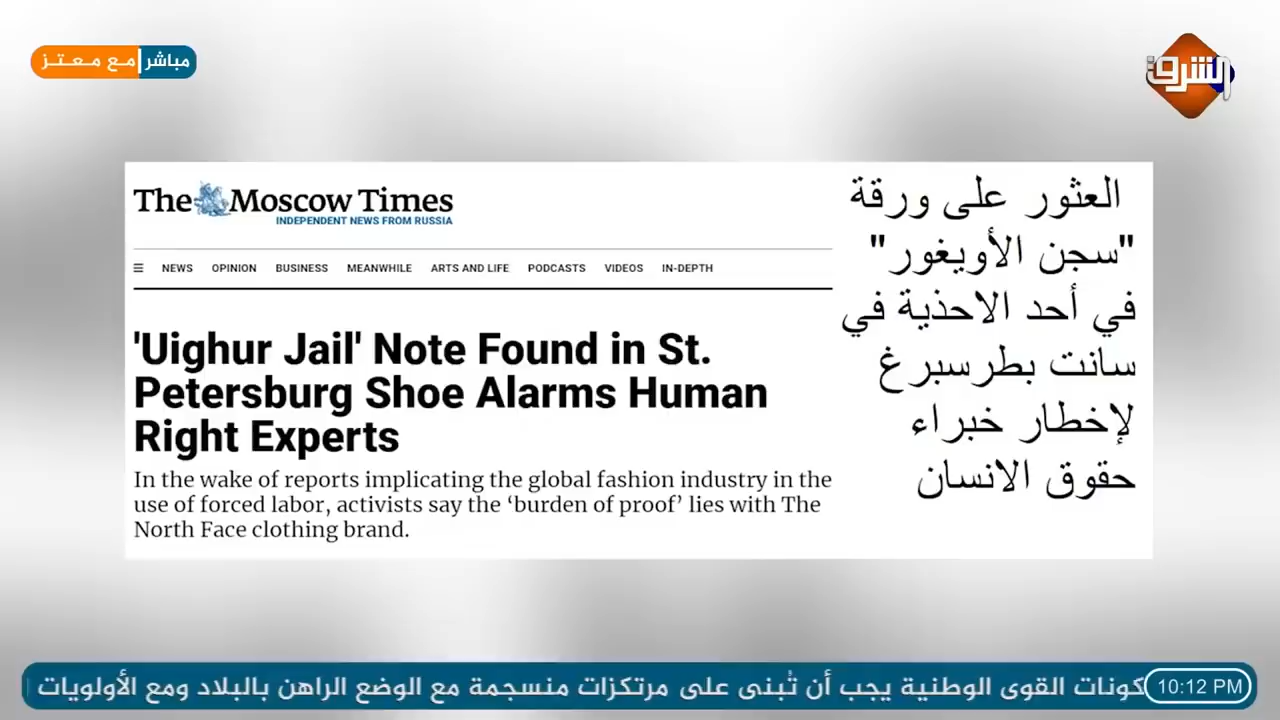 مباشر مع معتز
الشرق
The Moscow Times
INDEPENDENT NEWS FROM RUSSIA
☰ NEWS OPINION BUSINESS MEANWHILE ARTS AND LIFE PODCASTS VIDEOS IN-DEPTH
'Uighur Jail' Note Found in St.
Petersburg Shoe Alarms Human
Right Experts
In the wake of reports implicating the global fashion industry in the
use of forced labor, activists say the ‘burden of proof’ lies with The
North Face clothing brand.
العثور على ورقة
"سجن الأويغور"
في أحد الاحذية في
سانت بطرسبرغ
لإخطار خبراء
حقوق الانسان
كونات القوى الوطنية يجب أن تُبنى على مرتكزات منسجمة مع الوضع الراهن بالبلاد ومع الأولويات
10:12 PM